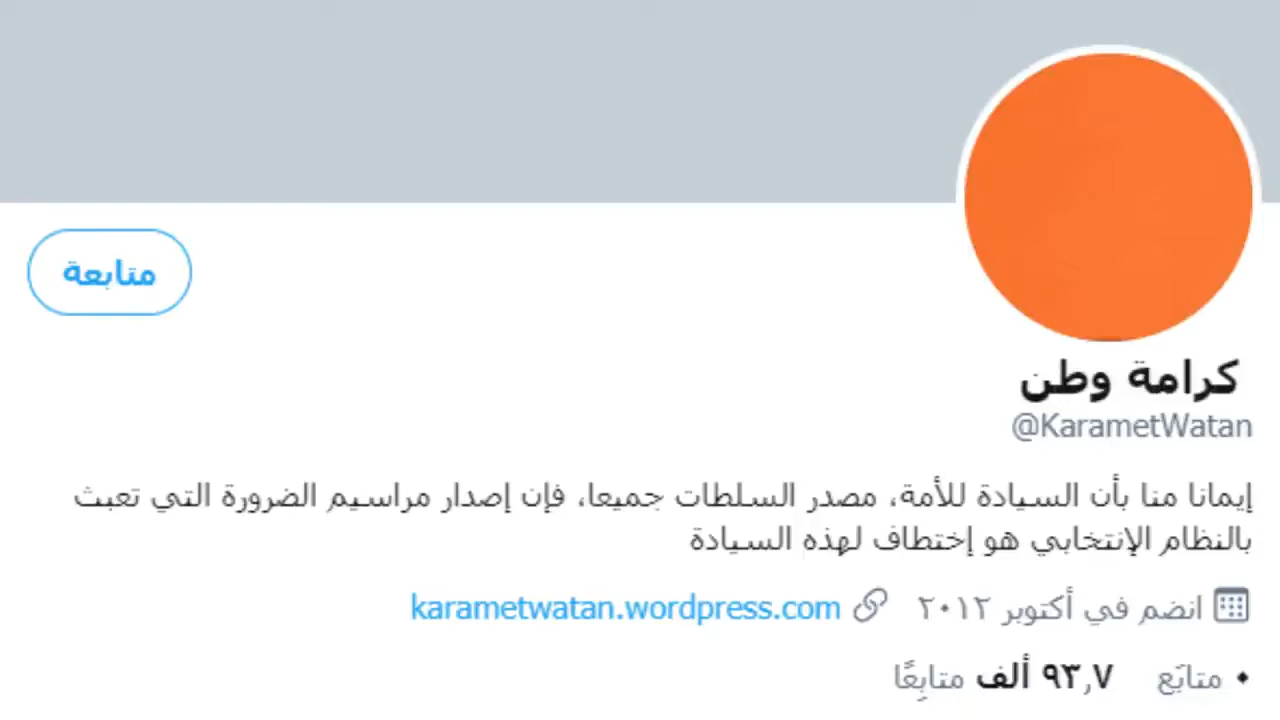 متابعة
كرامة وطن
@KarametWatan
إيمانا منا بأن السيادة للأمة، مصدر السلطات جميعا، فإن إصدار مراسيم الضرورة التي تعبث
بالنظام الإنتخابي هو إختطاف لهذه السيادة
انضم في أكتوبر ٢٠١٢ karametwatan.wordpress.com
٠ متابَع ٩٣٫٧ ألف متابِعًا